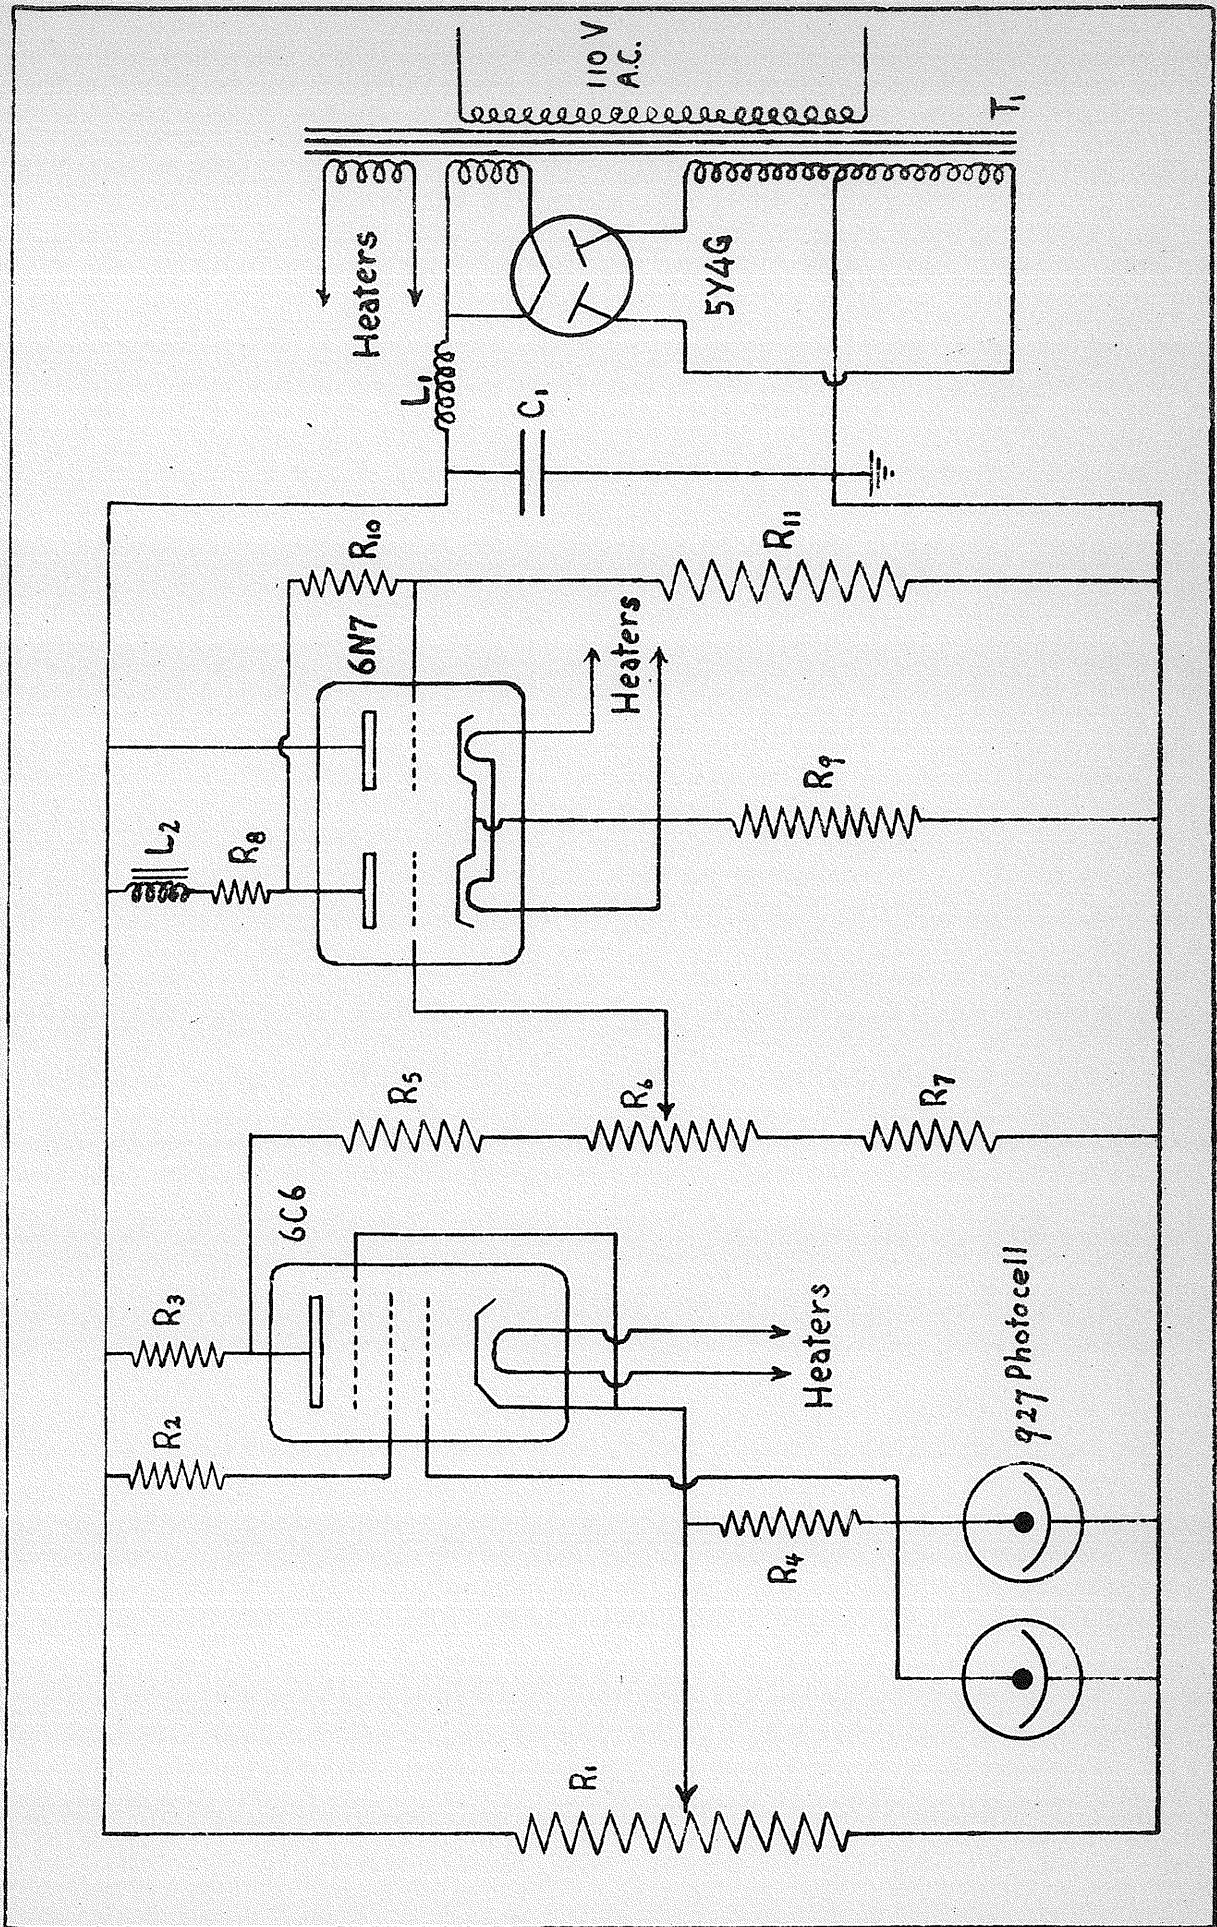 110 V
A.C.
T1
Heaters
L1
5Y4G
C1
R10
R11
6N7
Heaters
L2
R8
R9
R5
R6
R7
6C6
R3
R2
Heaters
927 Photocell
R4
R1